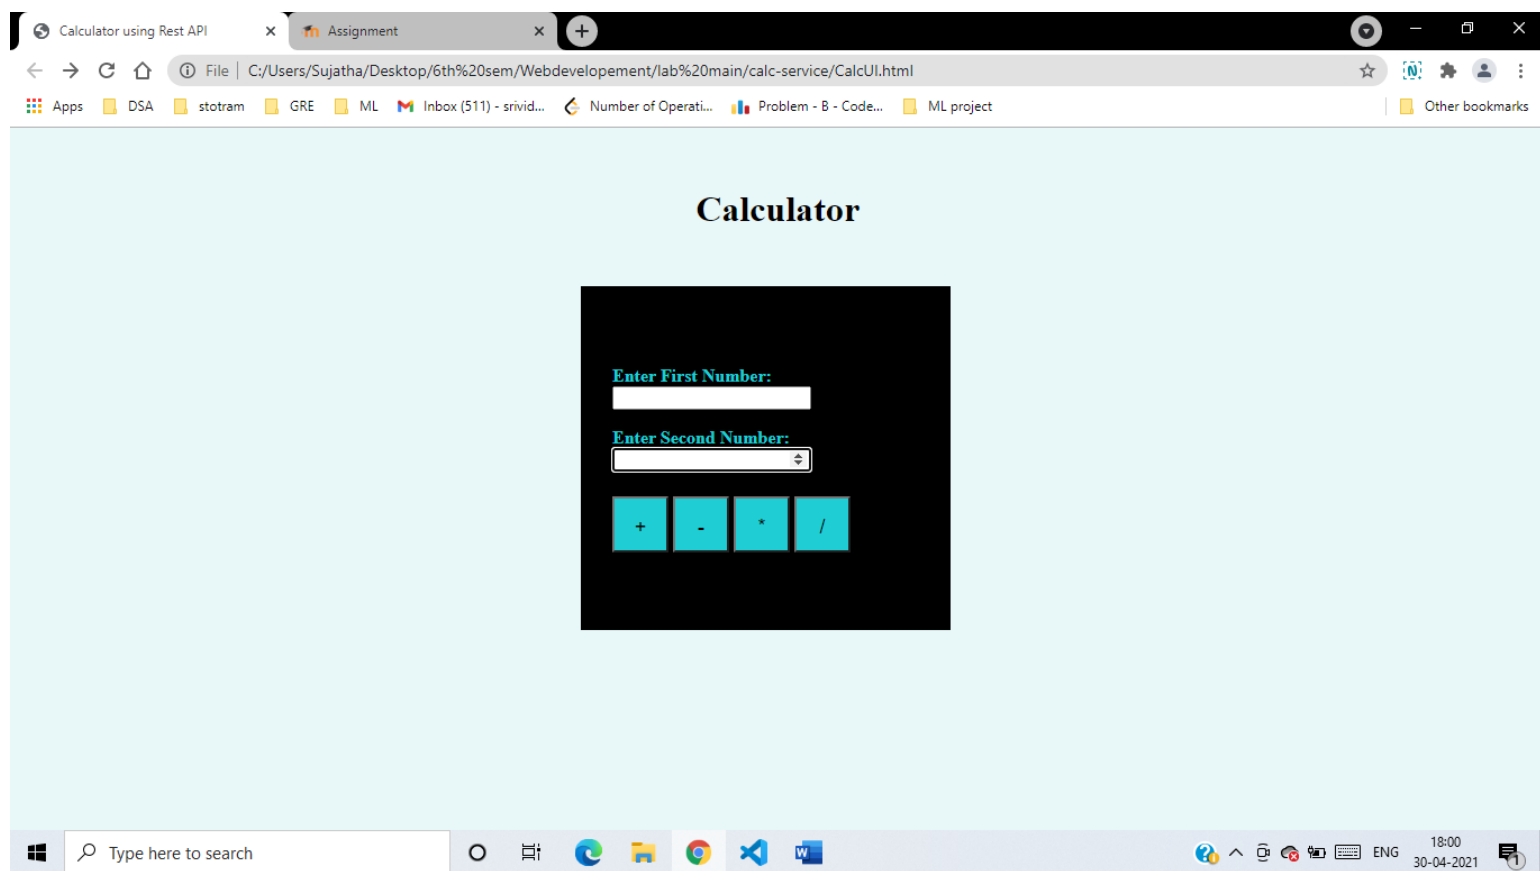 Calculator using Rest API
Assignment
File | C:/Users/Sujatha/Desktop/6th%20sem/Webdevelopement/lab%20main/calc-service/CalcUI.html
Apps DSA stotram GRE ML Inbox (511) - srivid... Number of Operati... Problem - B - Code... ML project Other bookmarks
Calculator
Enter First Number:
Enter Second Number:
+ - * /
Type here to search
ENG
18:00
30-04-2021
1